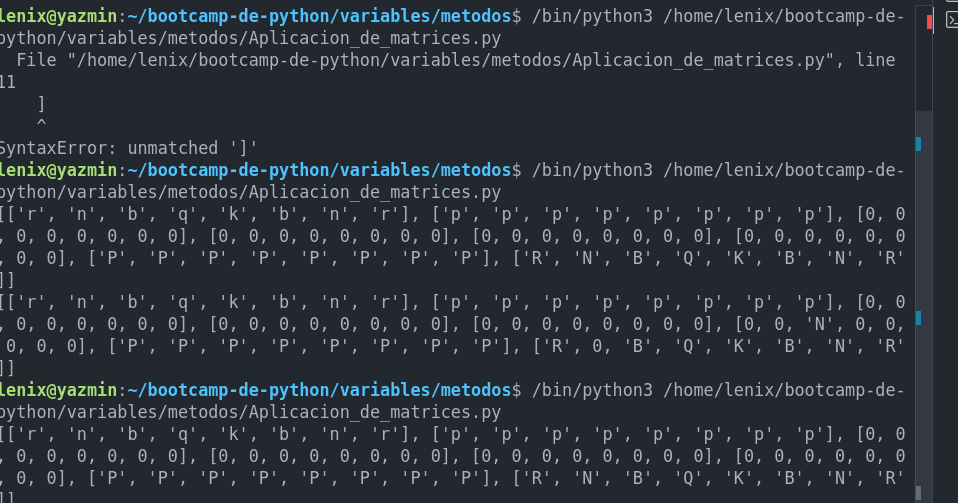 lenix@yazmin:~/bootcamp-de-python/variables/metodos$ /bin/python3 /home/lenix/bootcamp-de-
python/variables/metodos/Aplicacion_de_matrices.py
  File "/home/lenix/bootcamp-de-python/variables/metodos/Aplicacion_de_matrices.py", line
11
    ]
    ^
SyntaxError: unmatched ']'
lenix@yazmin:~/bootcamp-de-python/variables/metodos$ /bin/python3 /home/lenix/bootcamp-de-
python/variables/metodos/Aplicacion_de_matrices.py
[['r', 'n', 'b', 'q', 'k', 'b', 'n', 'r'], ['p', 'p', 'p', 'p', 'p', 'p', 'p', 'p'], [0, 0
, 0, 0, 0, 0, 0, 0], [0, 0, 0, 0, 0, 0, 0, 0], [0, 0, 0, 0, 0, 0, 0, 0], [0, 0, 0, 0, 0, 0
, 0, 0], ['P', 'P', 'P', 'P', 'P', 'P', 'P', 'P'], ['R', 'N', 'B', 'Q', 'K', 'B', 'N', 'R'
]]
[['r', 'n', 'b', 'q', 'k', 'b', 'n', 'r'], ['p', 'p', 'p', 'p', 'p', 'p', 'p', 'p'], [0, 0
, 0, 0, 0, 0, 0, 0], [0, 0, 0, 0, 0, 0, 0, 0], [0, 0, 0, 0, 0, 0, 0, 0], [0, 0, 'N', 0, 0,
 0, 0, 0], ['P', 'P', 'P', 'P', 'P', 'P', 'P', 'P'], ['R', 0, 'B', 'Q', 'K', 'B', 'N', 'R'
]]
lenix@yazmin:~/bootcamp-de-python/variables/metodos$ /bin/python3 /home/lenix/bootcamp-de-
python/variables/metodos/Aplicacion_de_matrices.py
[['r', 'n', 'b', 'q', 'k', 'b', 'n', 'r'], ['p', 'p', 'p', 'p', 'p', 'p', 'p', 'p'], [0, 0
, 0, 0, 0, 0, 0, 0], [0, 0, 0, 0, 0, 0, 0, 0], [0, 0, 0, 0, 0, 0, 0, 0], [0, 0, 0, 0, 0, 0
, 0, 0], ['P', 'P', 'P', 'P', 'P', 'P', 'P', 'P'], ['R', 'N', 'B', 'Q', 'K', 'B', 'N', 'R'
]]